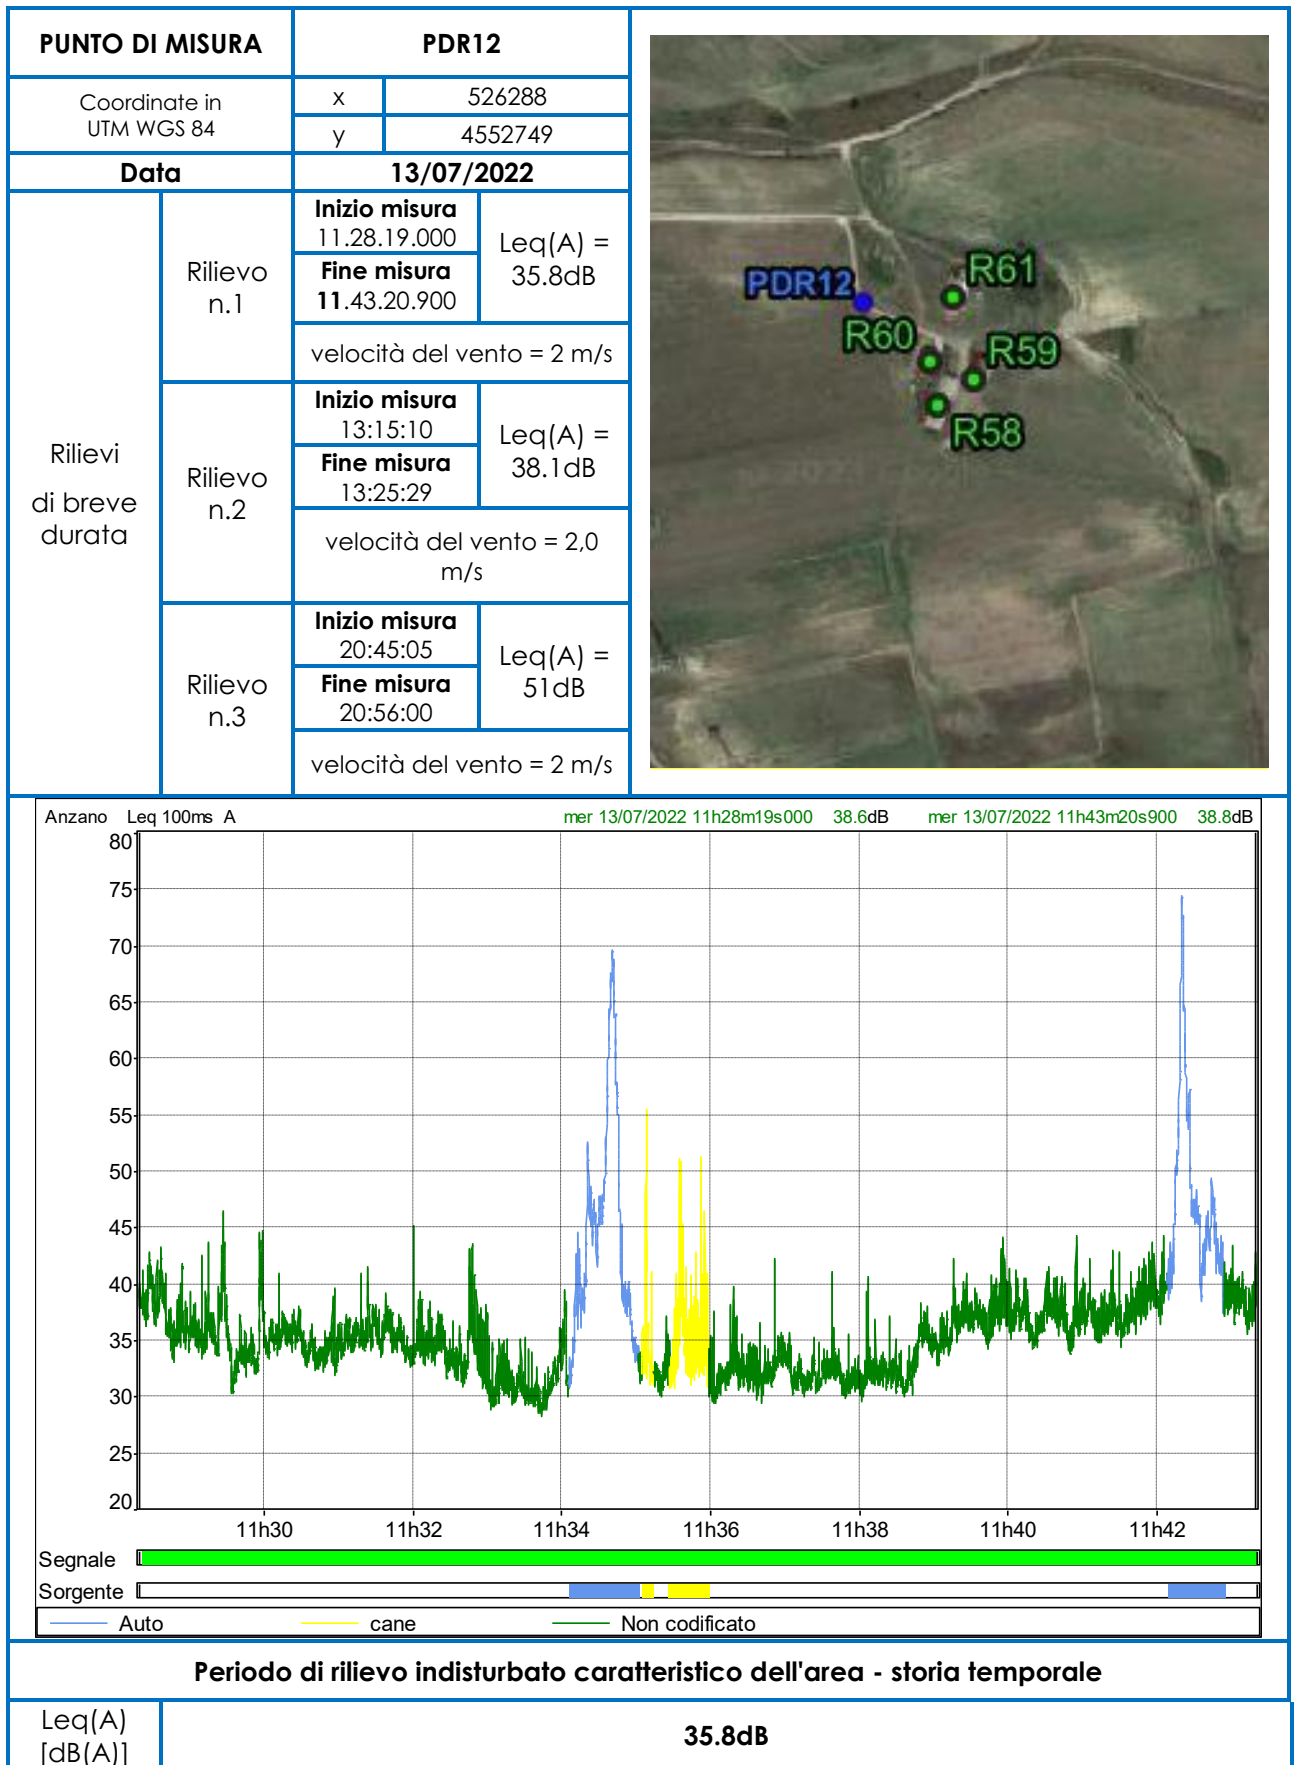 PUNTO DI MISURA
PDR12
Coordinate in
UTM WGS 84
x
526288
y
4552749
Data
13/07/2022
Rilievi
di breve
durata
Rilievo
n.1
Inizio misura
11.28.19.000
Fine misura
11.43.20.900
Leq(A) =
35.8dB
velocità del vento = 2 m/s
Rilievo
n.2
Inizio misura
13:15:10
Fine misura
13:25:29
Leq(A) =
38.1dB
velocità del vento = 2,0
m/s
Rilievo
n.3
Inizio misura
20:45:05
Fine misura
20:56:00
Leq(A) =
51dB
velocità del vento = 2 m/s
PDR12
R61
R60
R59
R58
Anzano Leq 100ms A mer 13/07/2022 11h28m19s000 38.6dB mer 13/07/2022 11h43m20s900 38.8dB
80
75
70
65
60
55
50
45
40
35
30
25
20
11h30 11h32 11h34 11h36 11h38 11h40 11h42
Segnale
Sorgente
Auto cane Non codificato
Periodo di rilievo indisturbato caratteristico dell'area - storia temporale
Leq(A)
[dB(A)]
35.8dB